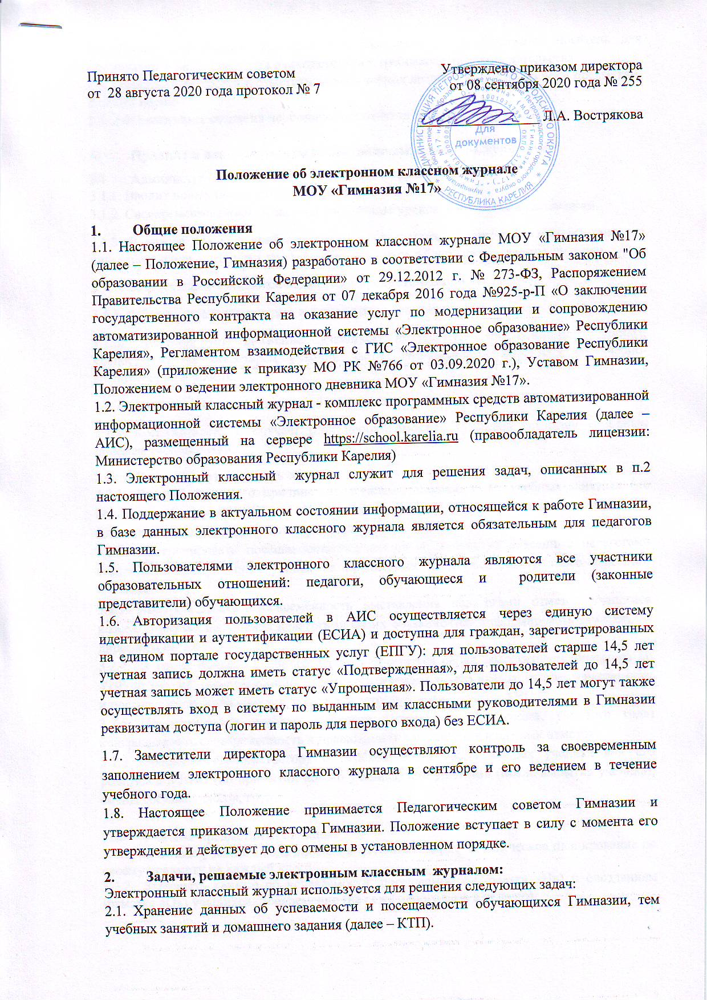 Принято Педагогическим советом
от  28 августа 2020 года протокол № 7
Утверждено приказом директора
от 08 сентября 2020 года № 255
Л.А. Вострякова
АДМИНИСТРАЦИЯ ПЕТРОЗАВОДСКОГО ГОРОДСКОГО ОКРУГА
* РЕСПУБЛИКА КАРЕЛИЯ *
Для
документов
Положение об электронном классном журнале
МОУ «Гимназия №17»
1. Общие положения
1.1. Настоящее Положение об электронном классном журнале МОУ «Гимназия №17»
(далее – Положение, Гимназия) разработано в соответствии с Федеральным законом "Об
образовании в Российской Федерации» от 29.12.2012 г. № 273-ФЗ, Распоряжением
Правительства Республики Карелия от 07 декабря 2016 года №925-р-П «О заключении
государственного контракта на оказание услуг по модернизации и сопровождению
автоматизированной информационной системы «Электронное образование» Республики
Карелия», Регламентом взаимодействия с ГИС «Электронное образование Республики
Карелия» (приложение к приказу МО РК №766 от 03.09.2020 г.), Уставом Гимназии,
Положением о ведении электронного дневника МОУ «Гимназия №17».
1.2. Электронный классный журнал - комплекс программных средств автоматизированной
информационной системы «Электронное образование» Республики Карелия (далее –
АИС), размещенный на сервере https://school.karelia.ru (правообладатель лицензии:
Министерство образования Республики Карелия)
1.3. Электронный классный  журнал служит для решения задач, описанных в п.2
настоящего Положения.
1.4. Поддержание в актуальном состоянии информации, относящейся к работе Гимназии,
в базе данных электронного классного журнала является обязательным для педагогов
Гимназии.
1.5. Пользователями электронного классного журнала являются все участники
образовательных отношений: педагоги, обучающиеся и  родители (законные
представители) обучающихся.
1.6. Авторизация пользователей в АИС осуществляется через единую систему
идентификации и аутентификации (ЕСИА) и доступна для граждан, зарегистрированных
на едином портале государственных услуг (ЕПГУ): для пользователей старше 14,5 лет
учетная запись должна иметь статус «Подтвержденная», для пользователей до 14,5 лет
учетная запись может иметь статус «Упрощенная». Пользователи до 14,5 лет могут также
осуществлять вход в систему по выданным им классными руководителями в Гимназии
реквизитам доступа (логин и пароль для первого входа) без ЕСИА.
1.7. Заместители директора Гимназии осуществляют контроль за своевременным
заполнением электронного классного журнала в сентябре и его ведением в течение
учебного года.
1.8. Настоящее Положение принимается Педагогическим советом Гимназии и
утверждается приказом директора Гимназии. Положение вступает в силу с момента его
утверждения и действует до его отмены в установленном порядке.
2. Задачи, решаемые электронным классным  журналом:
Электронный классный журнал используется для решения следующих задач:
2.1. Хранение данных об успеваемости и посещаемости обучающихся Гимназии, тем
учебных занятий и домашнего задания (далее – КТП).